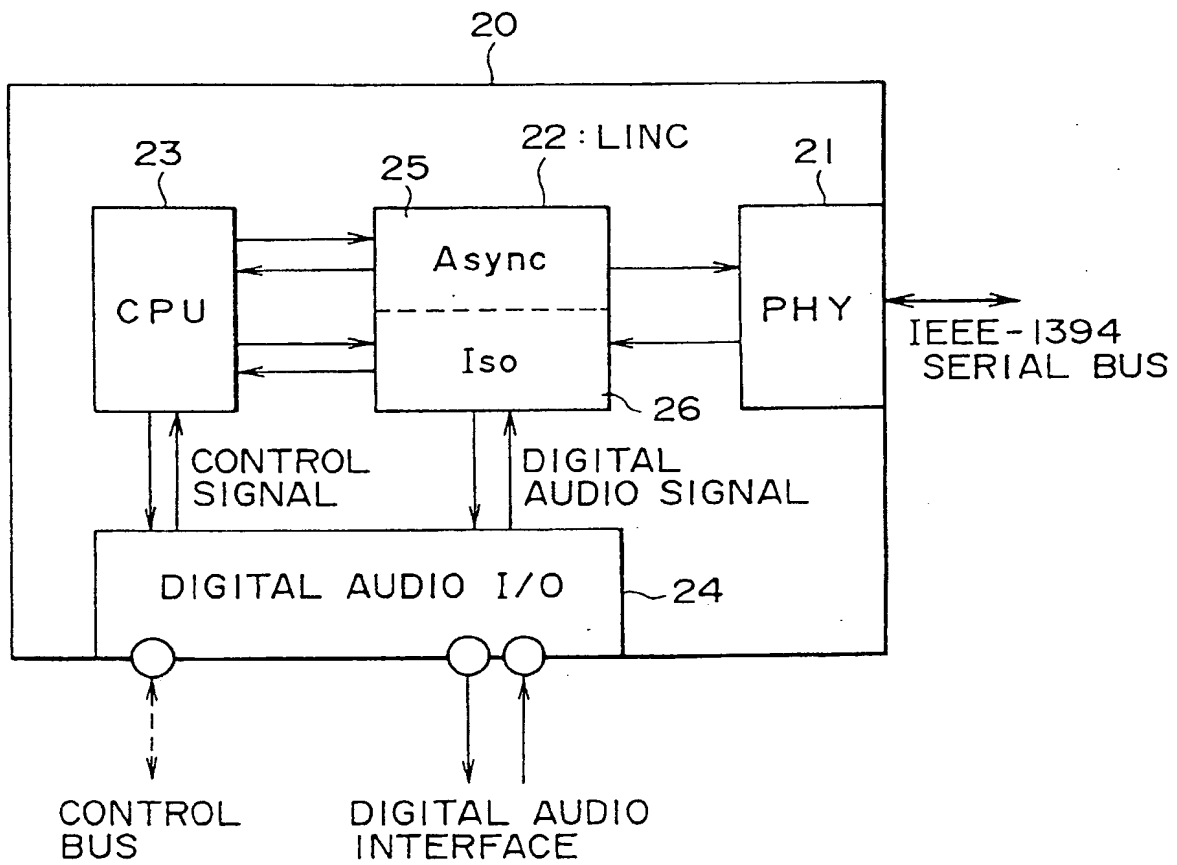 20
22:LINC
23
25
21
Async
CPU
PHY
Iso
IEEE-1394
SERIAL BUS
26
CONTROL
SIGNAL
DIGITAL
AUDIO SIGNAL
DIGITAL AUDIO I/O
24
CONTROL
BUS
DIGITAL AUDIO
INTERFACE